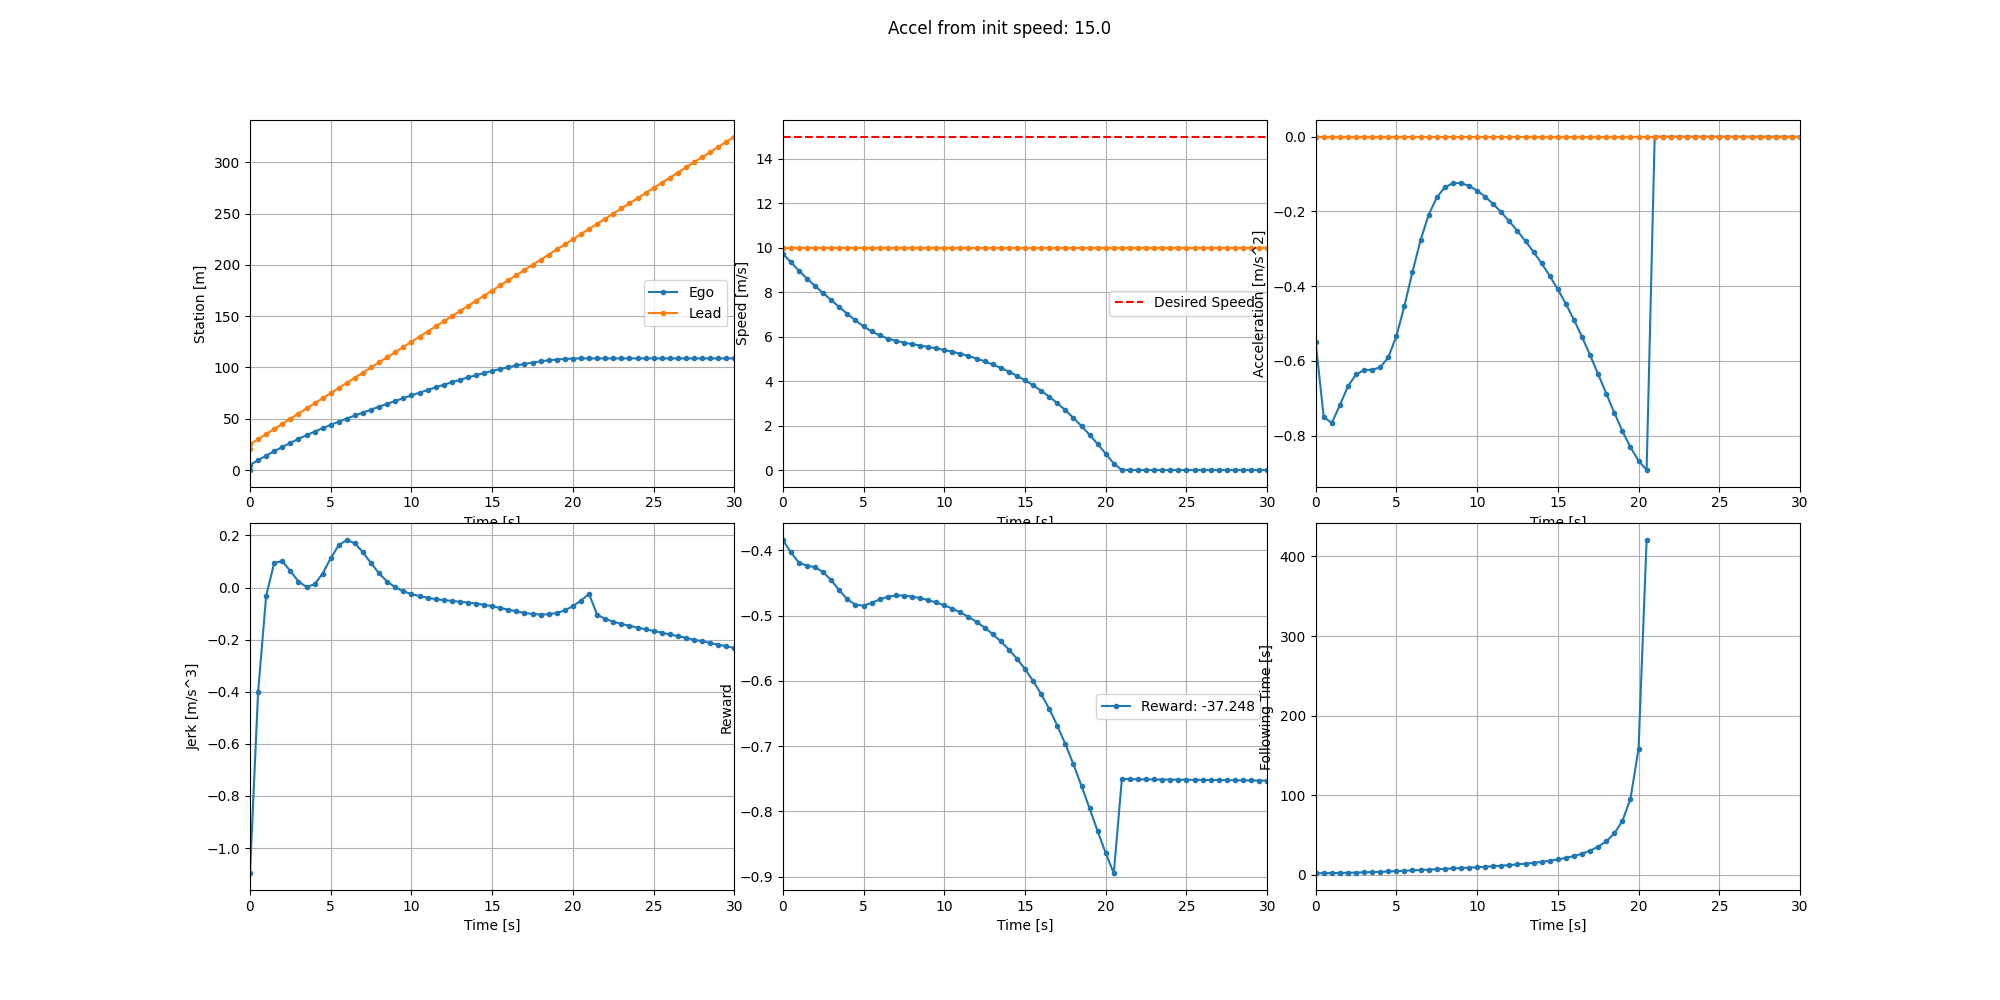 Accel from init speed: 15.0
Station [m]
300
250
200
150
100
50
0
Ego
Lead
0 5 10 15 20 25 30
Time [s]
Speed [m/s]
14
12
10
8
6
4
2
0
Desired Speed
0 5 10 15 20 25 30
Time [s]
Acceleration [m/s^2]
0.0
−0.2
−0.4
−0.6
−0.8
0 5 10 15 20 25 30
Time [s]
Jerk [m/s^3]
0.2
0.0
−0.2
−0.4
−0.6
−0.8
−1.0
0 5 10 15 20 25 30
Time [s]
Reward
−0.4
−0.5
−0.6
−0.7
−0.8
−0.9
Reward: -37.248
0 5 10 15 20 25 30
Time [s]
Following Time [s]
400
300
200
100
0
0 5 10 15 20 25 30
Time [s]